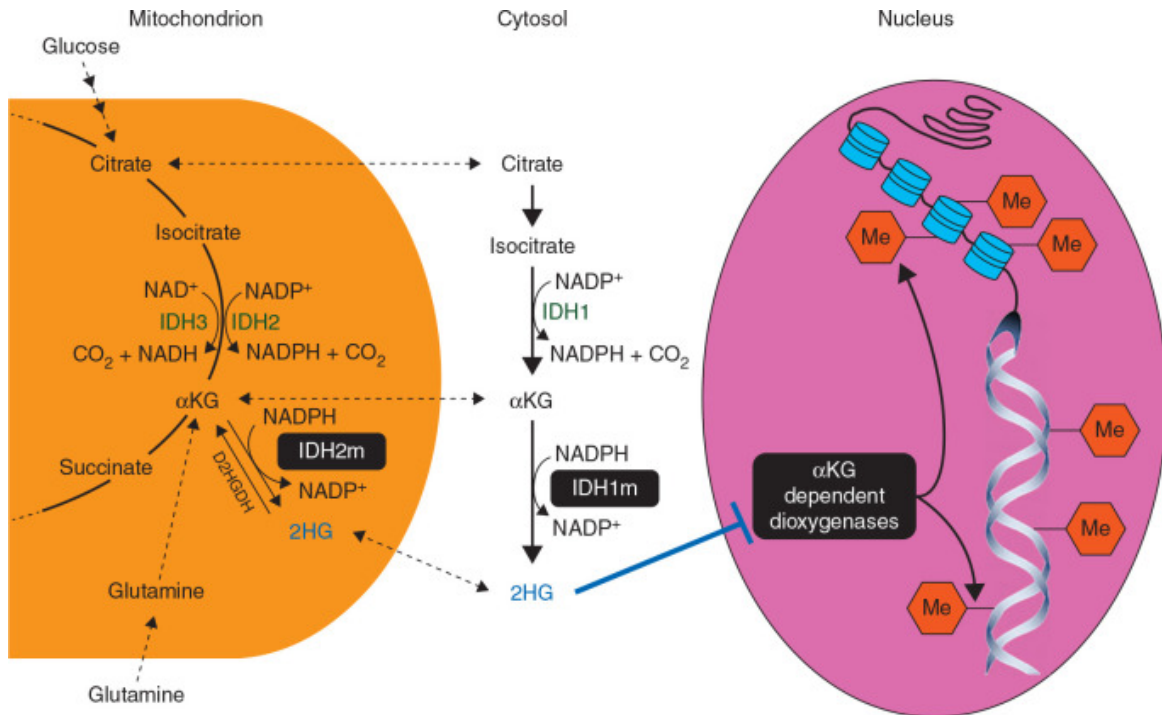 Mitochondrion
Cytosol
Nucleus
Glucose
Citrate
Isocitrate
NAD⁺
NADP⁺
IDH3
IDH2
CO₂ + NADH
NADPH + CO₂
αKG
NADPH
IDH2m
NADP⁺
D2HGDH
2HG
Succinate
Glutamine
Glutamine
Citrate
Isocitrate
NADP⁺
IDH1
NADPH + CO₂
αKG
NADPH
IDH1m
NADP⁺
2HG
Me
Me
Me
αKG
dependent
dioxygenases
Me
Me
Me